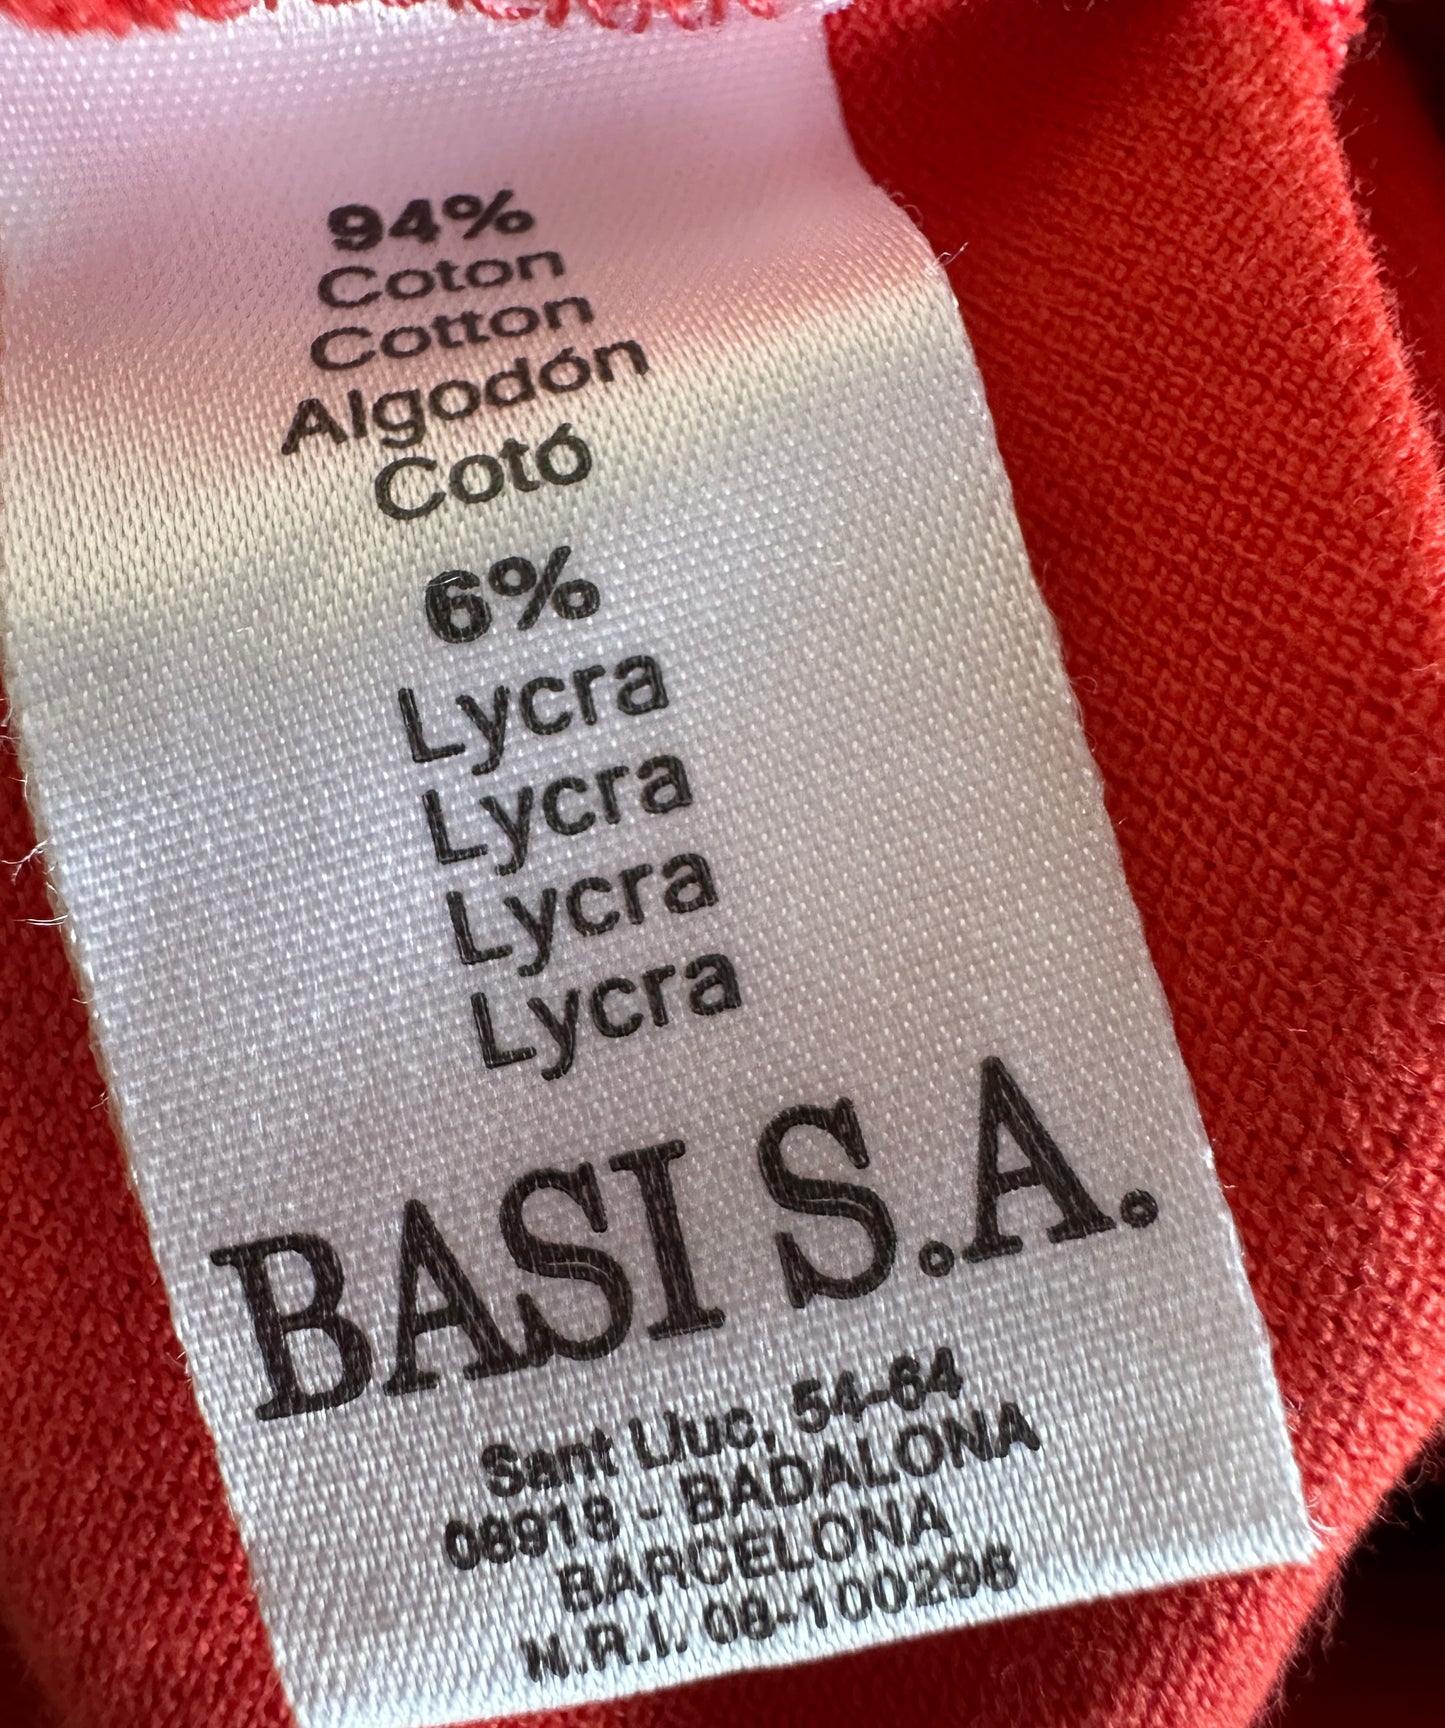 94%
Coton
Cotton
Algodón
Cotó
6%
Lycra
Lycra
Lycra
Lycra
BASI S.A.
Sant Lluc, 54-64
08918 - BADALONA
BARCELONA
N.R.I. 08-100296